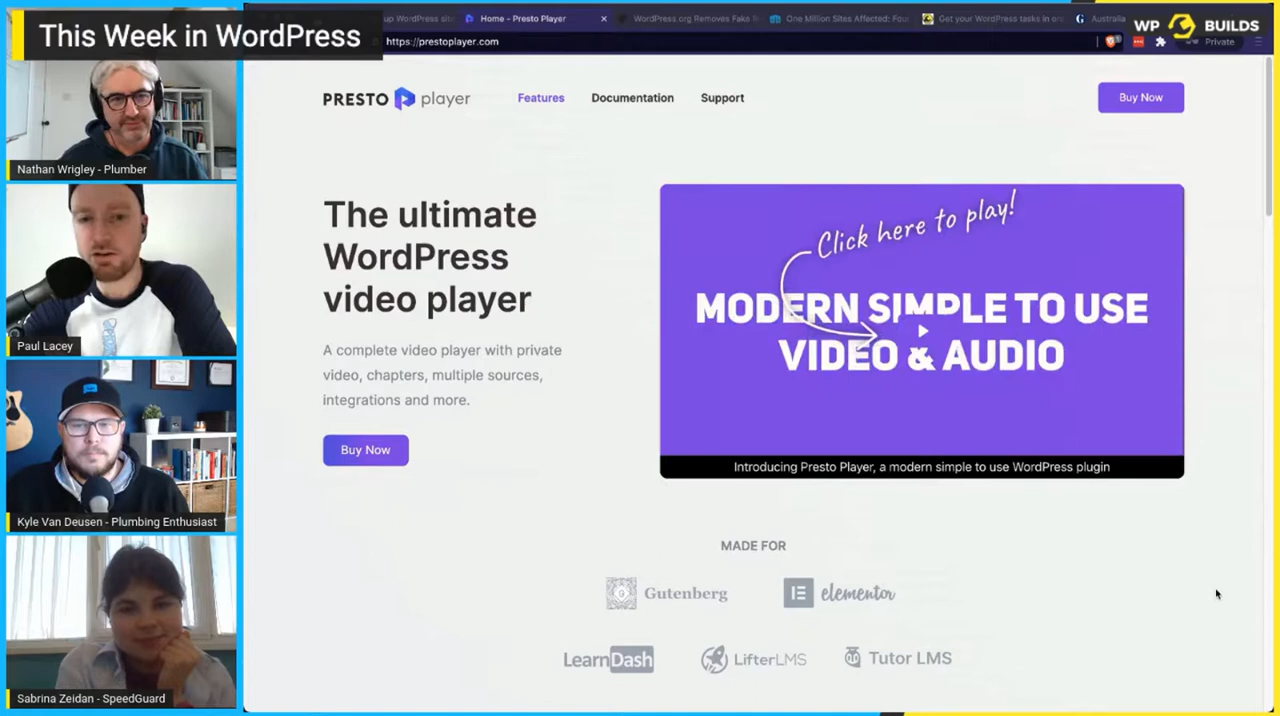 This Week in WordPress
up WordPress site
Home - Presto Player
WordPress.org Removes Fake R
One Million Sites Affected: Fou
Get your WordPress tasks in or
Australia
WP BUILDS
https://prestoplayer.com
Private
PRESTO player
Features
Documentation
Support
Buy Now
Nathan Wrigley - Plumber
The ultimate
WordPress
video player
A complete video player with private
video, chapters, multiple sources,
integrations and more.
Buy Now
Click here to play!
MODERN SIMPLE TO USE
VIDEO & AUDIO
Introducing Presto Player, a modern simple to use WordPress plugin
Paul Lacey
Kyle Van Deusen - Plumbing Enthusiast
MADE FOR
Gutenberg
elementor
LearnDash
LifterLMS
Tutor LMS
Sabrina Zeidan - SpeedGuard